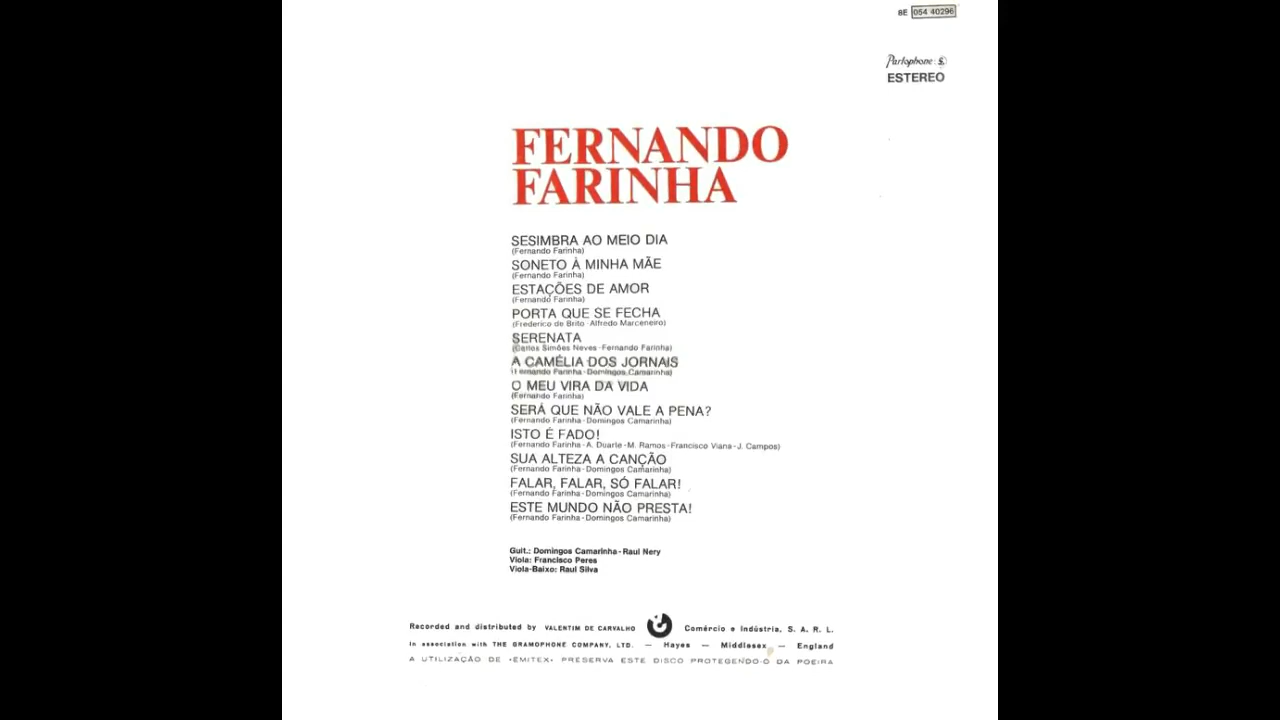 8E 054 40296
Parlophone
ESTEREO
FERNANDO
FARINHA
SESIMBRA AO MEIO DIA
(Fernando Farinha)
SONETO À MINHA MÃE
(Fernando Farinha)
ESTAÇÕES DE AMOR
(Fernando Farinha)
PORTA QUE SE FECHA
(Frederico de Brito - Alfredo Marceneiro)
SERENATA
(Carlos Simões Neves - Fernando Farinha)
A CAMÉLIA DOS JORNAIS
(Fernando Farinha - Domingos Camarinha)
O MEU VIRA DA VIDA
(Fernando Farinha)
SERÁ QUE NÃO VALE A PENA?
(Fernando Farinha - Domingos Camarinha)
ISTO É FADO!
(Fernando Farinha - A. Duarte - M. Ramos - Francisco Viana - J. Campos)
SUA ALTEZA A CANÇÃO
(Fernando Farinha - Domingos Camarinha)
FALAR, FALAR, SÓ FALAR!
(Fernando Farinha - Domingos Camarinha)
ESTE MUNDO NÃO PRESTA!
(Fernando Farinha - Domingos Camarinha)
Guit.: Domingos Camarinha - Raul Nery
Viola: Francisco Peres
Viola-Baixo: Raul Silva
Recorded and distributed by VALENTIM DE CARVALHO Comércio e Indústria, S. A. R. L.
in association with THE GRAMOPHONE COMPANY, LTD. — Hayes — Middlesex — England
A UTILIZAÇÃO DE «EMITEX» PRESERVA ESTE DISCO PROTEGENDO-O DA POEIRA